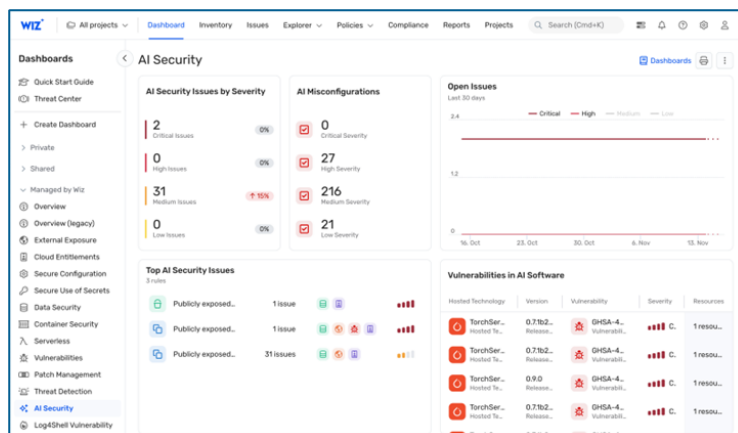 WIZ
All projects
Dashboard Inventory Issues Explorer Policies Compliance Reports Projects
Search (Cmd+K)
Dashboards
Quick Start Guide
Threat Center
Create Dashboard
Private
Shared
Managed by Wiz
Overview
Overview (legacy)
External Exposure
Cloud Entitlements
Secure Configuration
Secure Use of Secrets
Data Security
Container Security
Serverless
Vulnerabilities
Patch Management
Threat Detection
AI Security
Log4Shell Vulnerability
AI Security
Dashboards
AI Security Issues by Severity
2
Critical Issues
0%
0
High Issues
0%
31
Medium Issues
↑ 15%
0
Low Issues
0%
AI Misconfigurations
0
Critical Severity
27
High Severity
216
Medium Severity
21
Low Severity
Open Issues
Last 30 days
Critical High Medium Low
2.4
1.2
0
16. Oct 23. Oct 30. Oct 6. Nov 13. Nov
Top AI Security Issues
3 rules
Publicly exposed... 1 issue
Publicly exposed... 1 issue
Publicly exposed... 31 issues
Vulnerabilities in AI Software
Hosted Technology Version Vulnerability Severity Resources
TorchSer... 0.7.1b2... GHSA-4... C. 1 resou...
Hosted Te... Release... Vulnerabili...
TorchSer... 0.7.1b2... GHSA-4... C. 1 resou...
Hosted Te... Release... Vulnerabili...
TorchSer... 0.9.0 GHSA-4... C. 1 resou...
Hosted Te... Release... Vulnerabili...
TorchSer... 0.7.1b2... GHSA-4... C. 1 resou...
Hosted Te... Release... Vulnerabili...